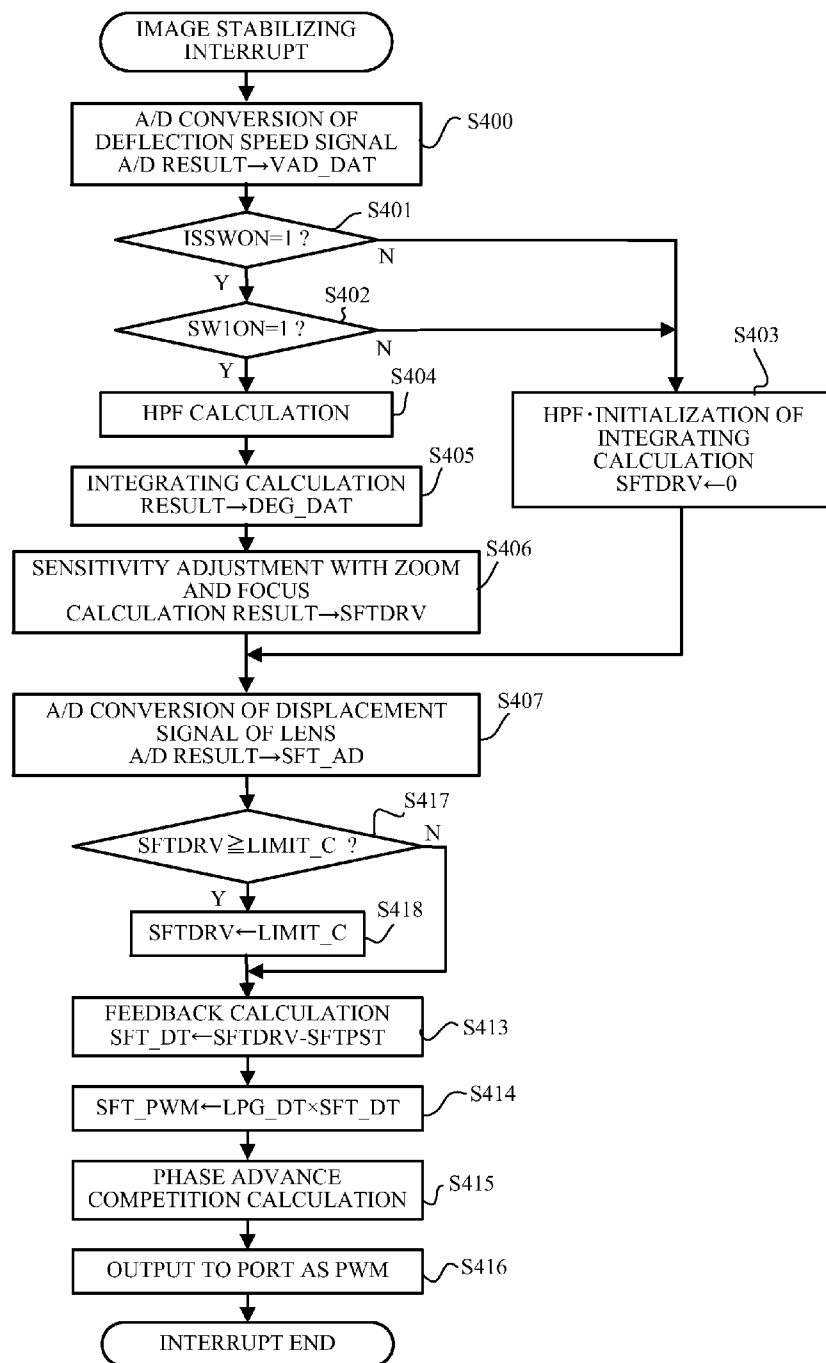 IMAGE STABILIZING
INTERRUPT
A/D CONVERSION OF
DEFLECTION SPEED SIGNAL
A/D RESULT→VAD_DAT
S400
ISSWON=1 ?
S401
N
Y
SW1ON=1 ?
S402
N
Y
S403
HPF・INITIALIZATION OF
INTEGRATING
CALCULATION
SFTDRV←0
HPF CALCULATION
S404
INTEGRATING CALCULATION
RESULT→DEG_DAT
S405
SENSITIVITY ADJUSTMENT WITH ZOOM
AND FOCUS
CALCULATION RESULT→SFTDRV
S406
A/D CONVERSION OF DISPLACEMENT
SIGNAL OF LENS
A/D RESULT→SFT_AD
S407
SFTDRV≧LIMIT_C ?
S417
N
Y
SFTDRV←LIMIT_C
S418
FEEDBACK CALCULATION
SFT_DT←SFTDRV-SFTPST
S413
SFT_PWM←LPG_DT×SFT_DT
S414
PHASE ADVANCE
COMPETITION CALCULATION
S415
OUTPUT TO PORT AS PWM
S416
INTERRUPT END